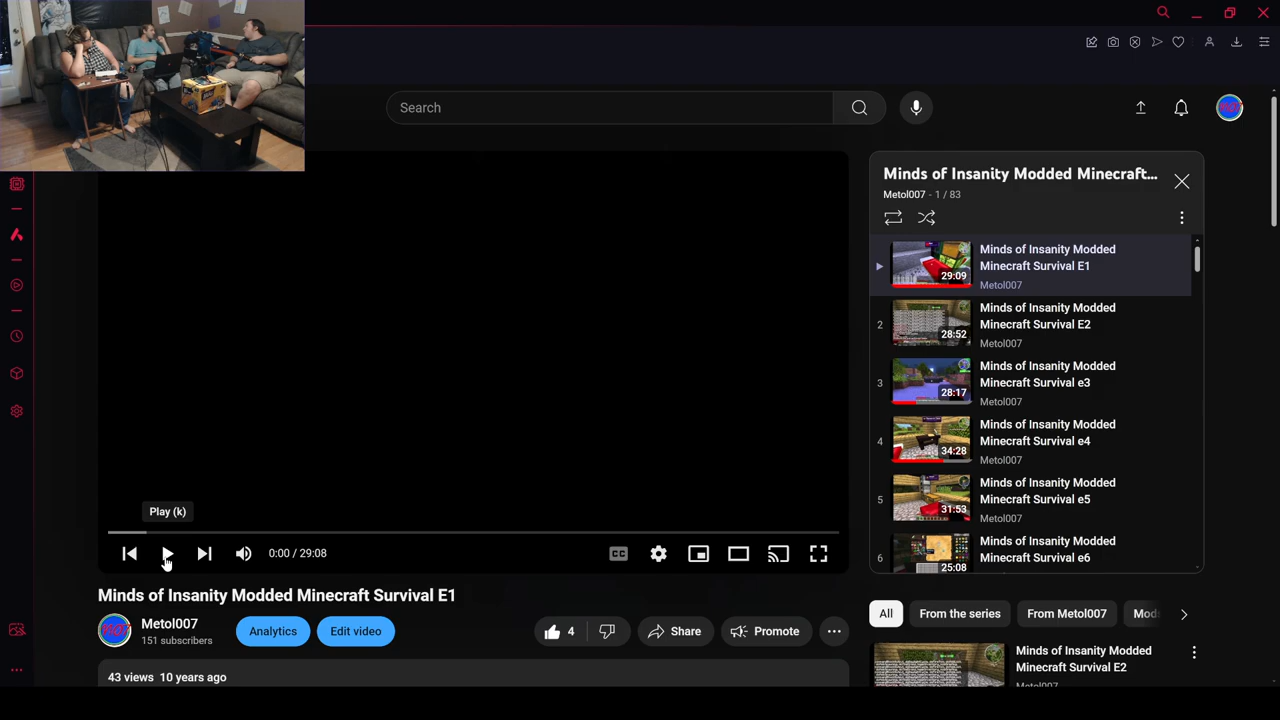 Search
Minds of Insanity Modded Minecraft...
Metol007 - 1 / 83
Minds of Insanity Modded
Minecraft Survival E1
29:09
Metol007
2
Minds of Insanity Modded
Minecraft Survival E2
28:52
Metol007
3
Minds of Insanity Modded
Minecraft Survival e3
28:17
Metol007
4
Minds of Insanity Modded
Minecraft Survival e4
34:28
Metol007
5
Minds of Insanity Modded
Minecraft Survival e5
31:53
Metol007
6
Minds of Insanity Modded
Minecraft Survival e6
25:08
Play (k)
0:00 / 29:08
CC
Minds of Insanity Modded Minecraft Survival E1
Metol007
151 subscribers
Analytics
Edit video
4
Share
Promote
43 views 10 years ago
All
From the series
From Metol007
Minds of Insanity Modded
Minecraft Survival E2